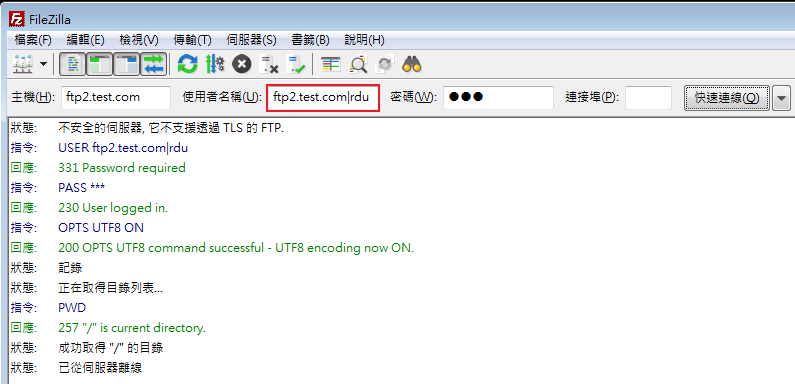 FileZilla
檔案(F) 編輯(E) 檢視(V) 傳輸(T) 伺服器(S) 書籤(B) 說明(H)
主機(H): ftp2.test.com 使用者名稱(U): ftp2.test.com|rdu 密碼(W): ●●● 連接埠(P): 快速連線(Q)
狀態: 不安全的伺服器, 它不支援透過 TLS 的 FTP.
指令: USER ftp2.test.com|rdu
回應: 331 Password required
指令: PASS ***
回應: 230 User logged in.
指令: OPTS UTF8 ON
回應: 200 OPTS UTF8 command successful - UTF8 encoding now ON.
狀態: 記錄
狀態: 正在取得目錄列表...
指令: PWD
回應: 257 "/" is current directory.
狀態: 成功取得 "/" 的目錄
狀態: 已從伺服器離線